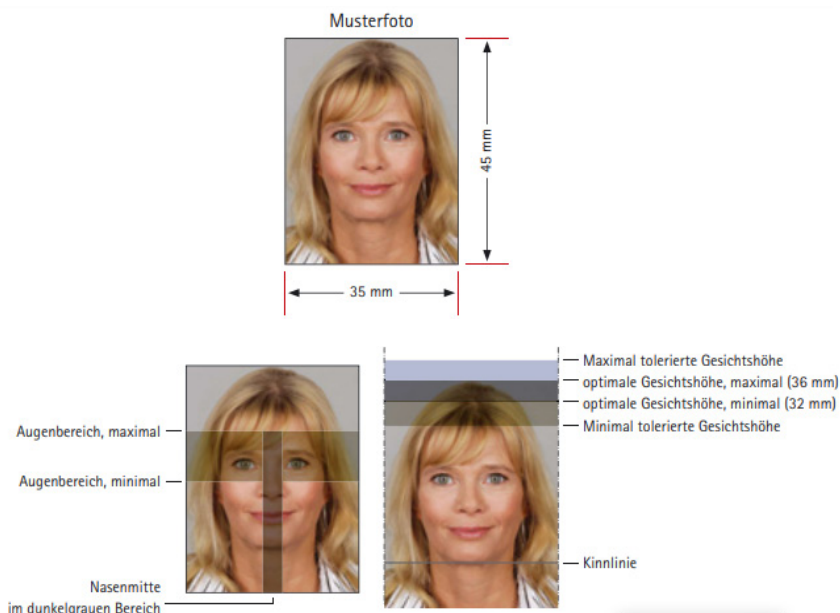 Musterfoto
45 mm
35 mm
Augenbereich, maximal
Augenbereich, minimal
Nasenmitte
im dunkelgrauen Bereich
Maximal tolerierte Gesichtshöhe
optimale Gesichtshöhe, maximal (36 mm)
optimale Gesichtshöhe, minimal (32 mm)
Minimal tolerierte Gesichtshöhe
Kinnlinie